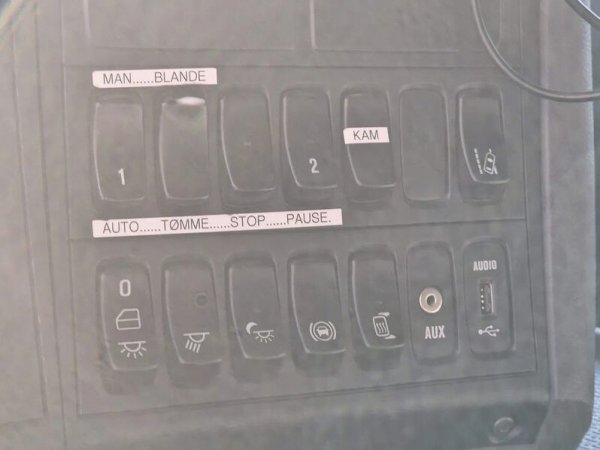 MAN......BLANDE
1
2
KAM
AUTO......TØMME......STOP......PAUSE.
0
AUX
AUDIO